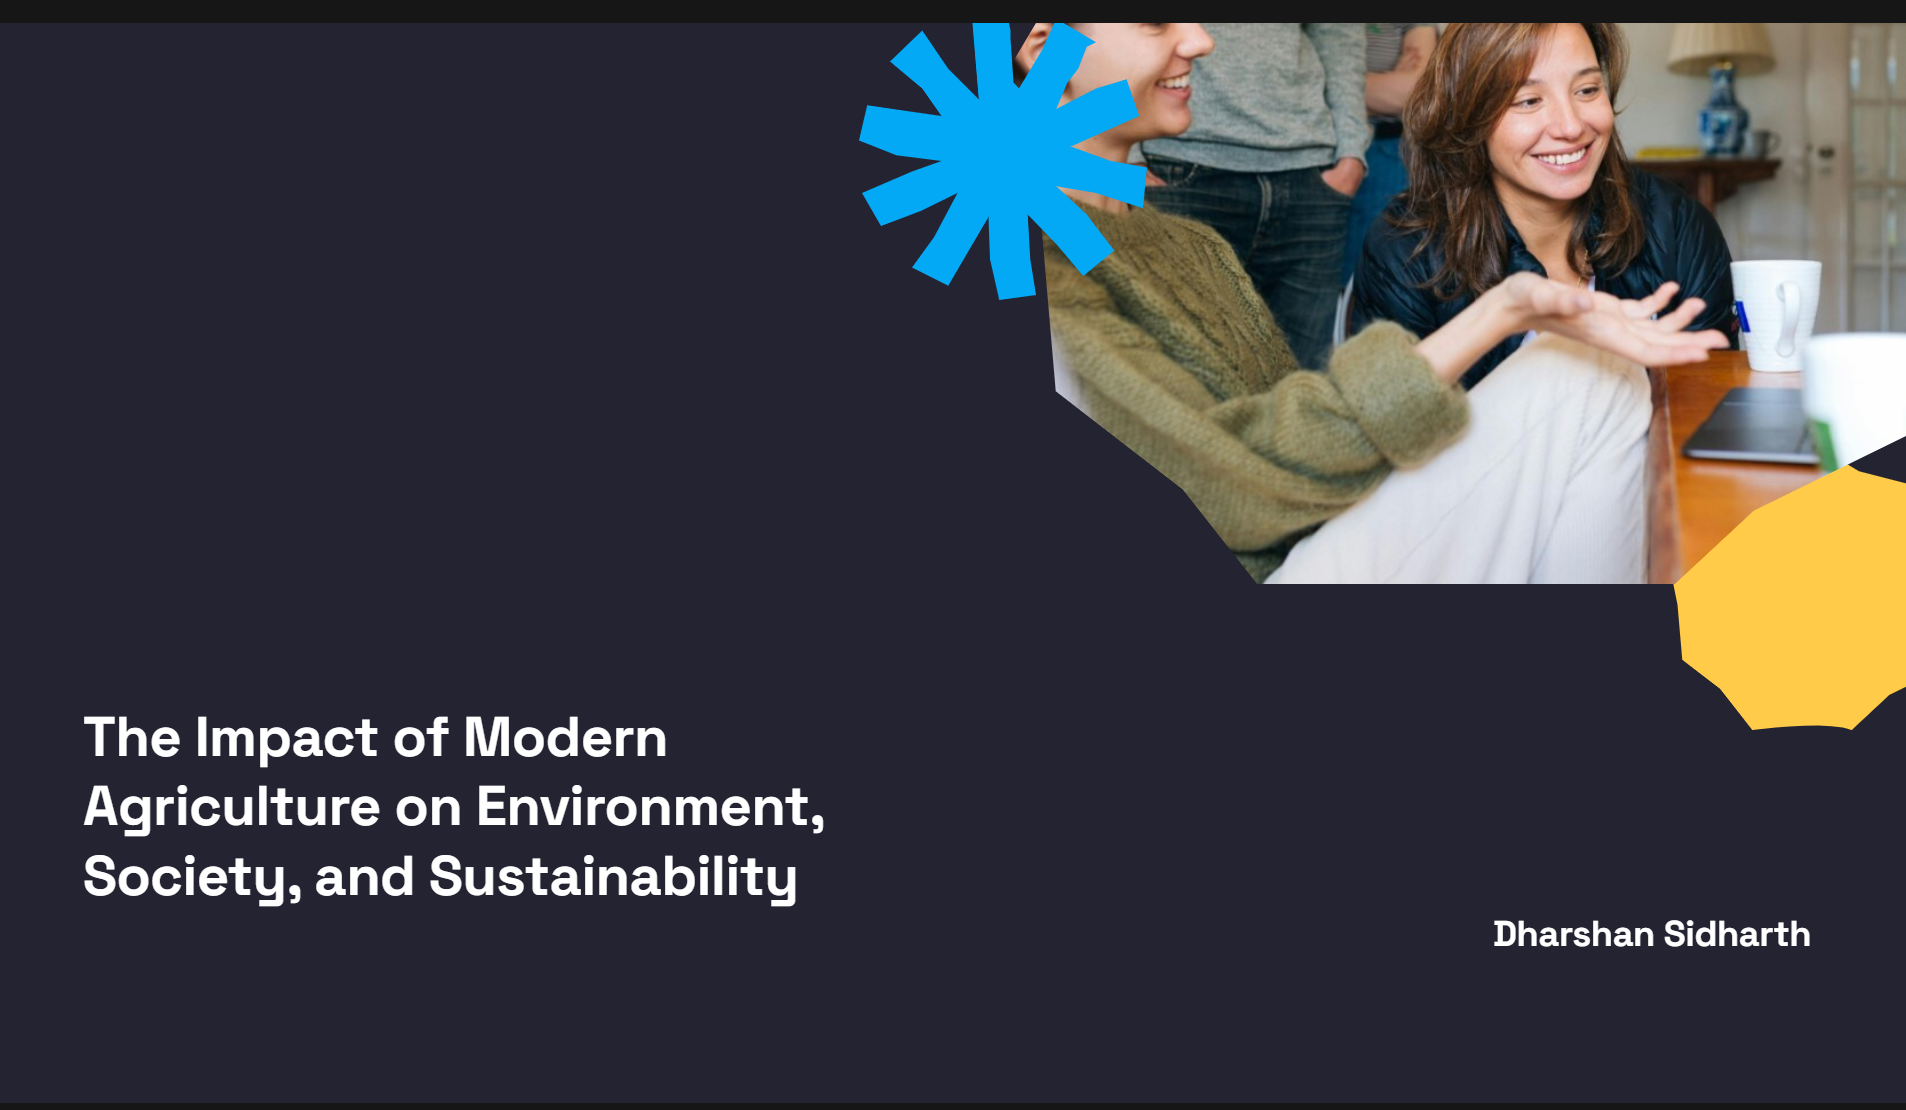 The Impact of Modern
Agriculture on Environment,
Society, and Sustainability
Dharshan Sidharth